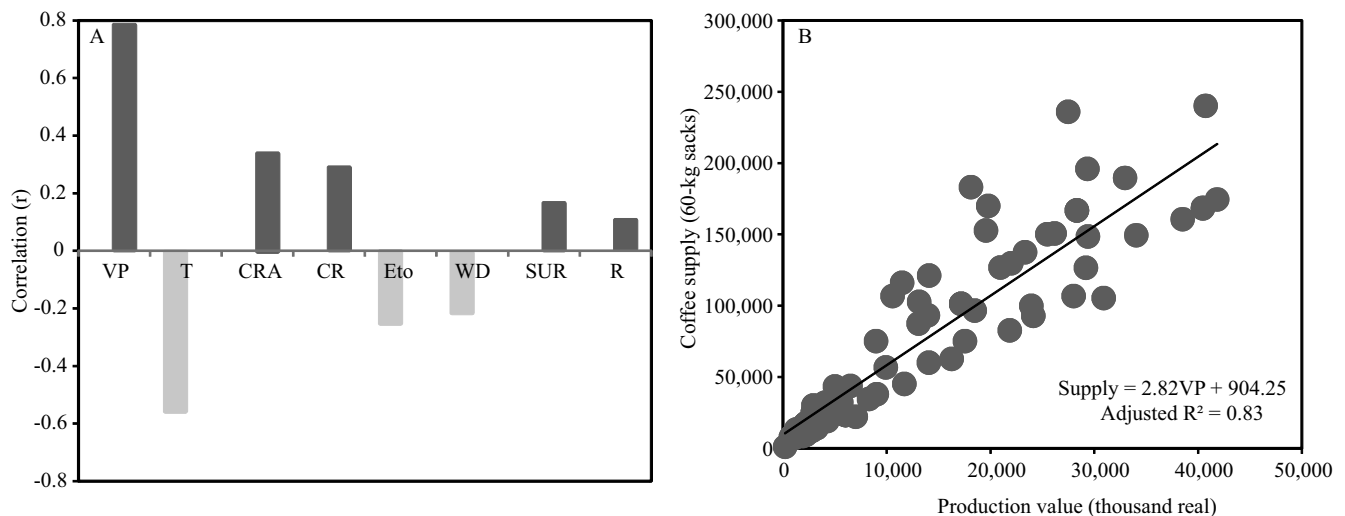 A
Correlation (r)
0.8
0.6
0.4
0.2
0
-0.2
-0.4
-0.6
-0.8
VP T CRA CR Eto WD SUR R
B
Coffee supply (60-kg sacks)
300,000
250,000
200,000
150,000
100,000
50,000
0
Supply = 2.82VP + 904.25
Adjusted R² = 0.83
0 10,000 20,000 30,000 40,000 50,000
Production value (thousand real)